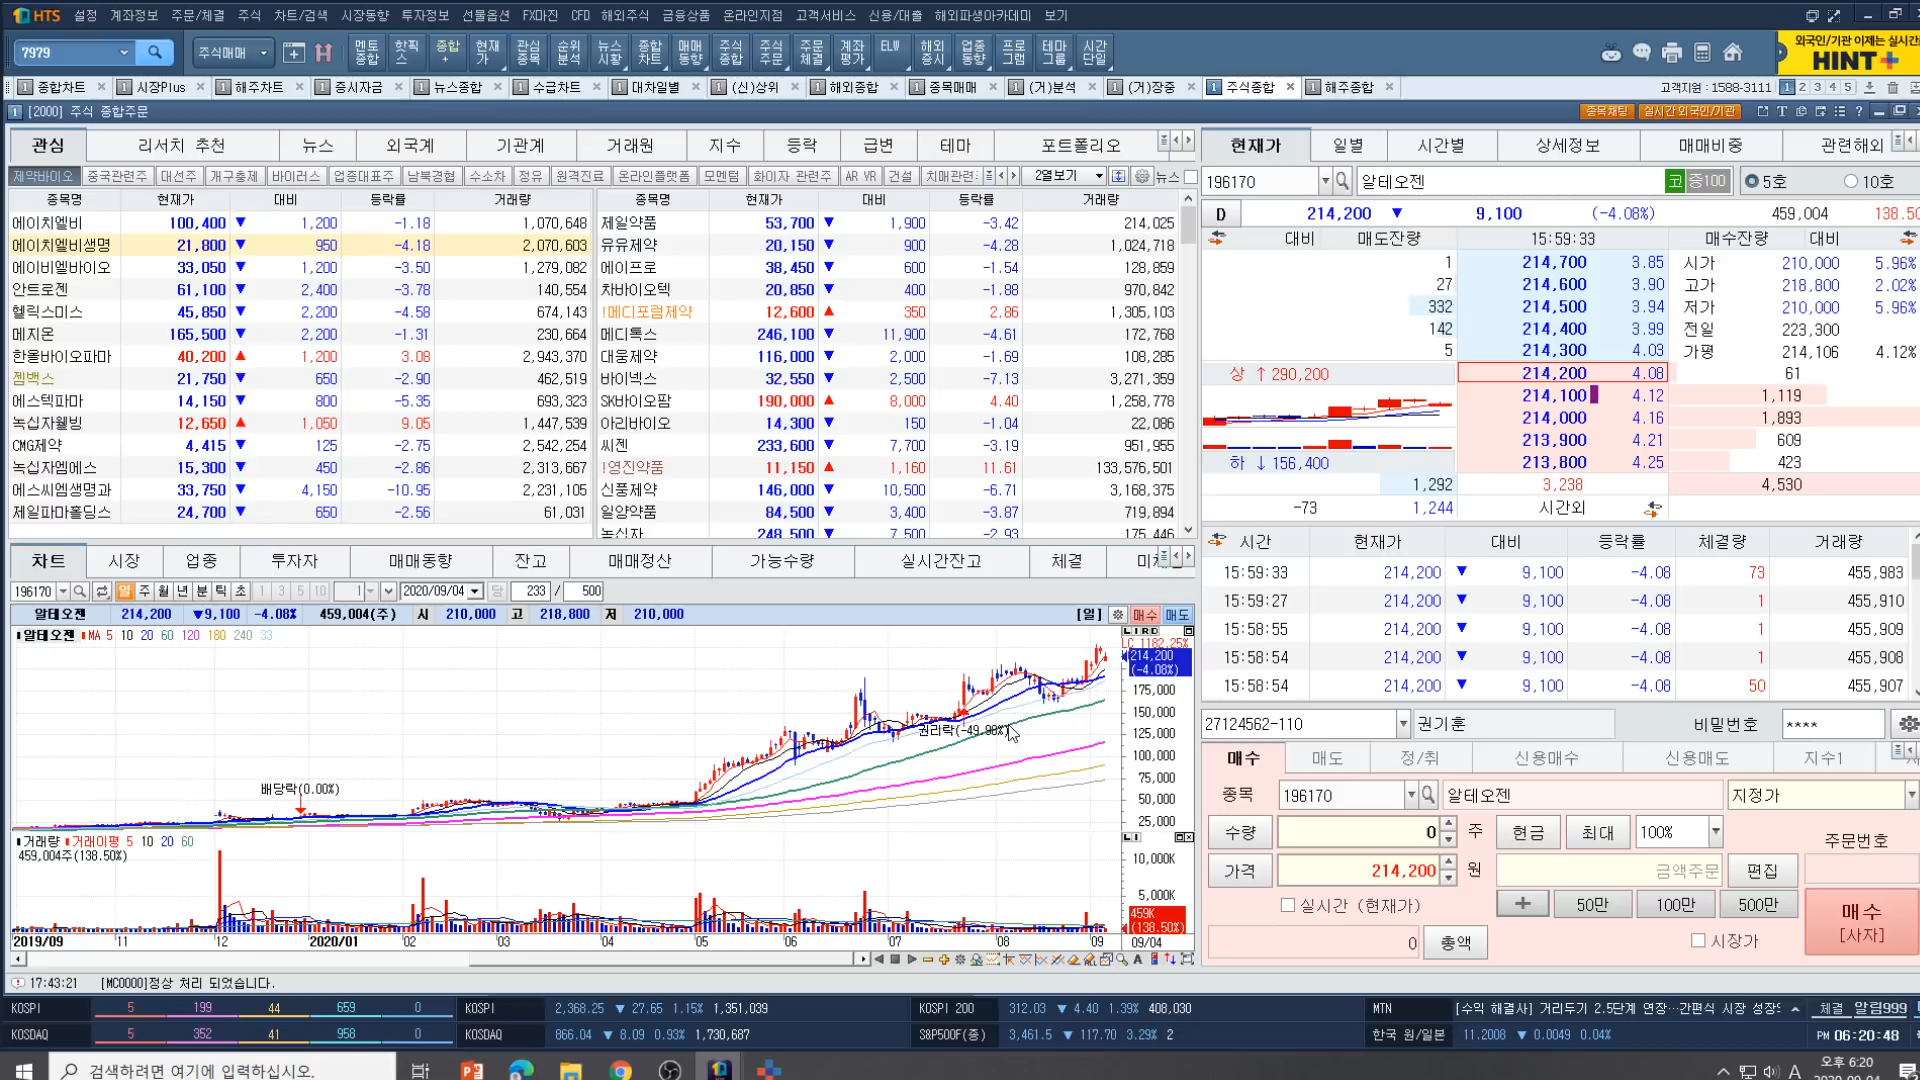 HTS 설정 계좌정보 주문/체결 주식 차트/검색 시장동향 투자정보 선물옵션 FX마진 CFD 해외주식 금융상품 온라인지점 고객서비스 신용/대출 해외파생아카데미 보기
7979 주식매매 멘토종합 핫픽스 종합+ 현재가 관심종목 순위분석 뉴스시황 종합차트 매매동향 주식종합 주식주문 주문체결 계좌평가 ELW 해외증시 업종동향 프로그램 테마그룹 시간단일
외국인/기관 이제는 실시간
HINT+
1 종합차트 1 시장Plus 1 해주차트 1 증시자금 1 뉴스종합 1 수급차트 1 대차일별 1 (신)상위 1 해외종합 1 종목매매 1 (거)분석 1 (거)장중 1 주식종합 1 해주종합 고객지원 : 1588-3111 1 2 3 4 5
1 [2000] 주식 종합주문 종목채팅 실시간 외국인/기관
관심 리서치 추천 뉴스 외국계 기관계 거래원 지수 등락 급변 테마 포트폴리오
제약바이오 중국관련주 대선주 개구충제 바이러스 업종대표주 남북경협 수소차 정유 원격진료 온라인플랫폼 모멘텀 화이자 관련주 AR VR 건설 치매관련 2열보기 뉴스
종목명 현재가 대비 등락률 거래량 종목명 현재가 대비 등락률 거래량
에이치엘비 100,400 ▼ 1,200 -1.18 1,070,648 제일약품 53,700 ▼ 1,900 -3.42 214,025
에이치엘비생명 21,800 ▼ 950 -4.18 2,070,603 유유제약 20,150 ▼ 900 -4.28 1,024,718
에이비엘바이오 33,050 ▼ 1,200 -3.50 1,279,082 에이프로 38,450 ▼ 600 -1.54 128,859
안트로젠 61,100 ▼ 2,400 -3.78 140,554 차바이오텍 20,850 ▼ 400 -1.88 970,842
헬릭스미스 45,850 ▼ 2,200 -4.58 674,143 !메디포럼제약 12,600 ▲ 350 2.86 1,305,103
메지온 165,500 ▼ 2,200 -1.31 230,664 메디톡스 246,100 ▼ 11,900 -4.61 172,768
한올바이오파마 40,200 ▲ 1,200 3.08 2,943,370 대웅제약 116,000 ▼ 2,000 -1.69 108,285
젬백스 21,750 ▼ 650 -2.90 462,519 바이넥스 32,550 ▼ 2,500 -7.13 3,271,359
에스텍파마 14,150 ▼ 800 -5.35 693,323 SK바이오팜 190,000 ▲ 8,000 4.40 1,258,778
녹십자웰빙 12,650 ▲ 1,050 9.05 1,447,539 아리바이오 14,300 ▼ 150 -1.04 22,086
CMG제약 4,415 ▼ 125 -2.75 2,542,254 씨젠 233,600 ▼ 7,700 -3.19 951,955
녹십자엠에스 15,300 ▼ 450 -2.86 2,313,667 !영진약품 11,150 ▲ 1,160 11.61 133,576,501
에스씨엠생명과 33,750 ▼ 4,150 -10.95 2,231,105 신풍제약 146,000 ▼ 10,500 -6.71 3,168,375
제일파마홀딩스 24,700 ▼ 650 -2.56 61,031 일양약품 84,500 ▼ 3,400 -3.87 719,894
녹십자 248,500 ▼ 7,500 -2.93 175,446
차트 시장 업종 투자자 매매동향 잔고 매매정산 가능수량 실시간잔고 체결
196170 일 주 월 년 분 틱 초 1 3 5 10 1 2020/09/04 당 233 / 500
알테오젠 214,200 ▼9,100 -4.08% 459,004(주) 시 210,000 고 218,800 저 210,000 [일] 매수 매도
알테오젠 MA 5 10 20 60 120 180 240 33
LC 1182.25%
214,200
(-4.08%)
175,000
150,000
125,000
100,000
75,000
50,000
25,000
권리락(-49.98%)
배당락(0.00%)
거래량 거래이평 5 10 20 60
459,004주(138.50%)
10,000K
5,000K
459K
(138.50%)
2019/09 11 12 2020/01 02 03 04 05 06 07 08 09 09/04
17:43:21 [MC0000]정상 처리 되었습니다.
현재가 일별 시간별 상세정보 매매비중 관련해외
196170 알테오젠 코 증100 5호 10호
D 214,200 ▼ 9,100 (-4.08%) 459,004 138.50
대비 매도잔량 15:59:33 매수잔량 대비
1 214,700 3.85 시가 210,000 5.96%
27 214,600 3.90 고가 218,800 2.02%
332 214,500 3.94 저가 210,000 5.96%
142 214,400 3.99 전일 223,300
5 214,300 4.03 가평 214,106 4.12%
상 ↑ 290,200 214,200 4.08 61
214,100 4.12 1,119
214,000 4.16 1,893
213,900 4.21 609
하 ↓ 156,400 213,800 4.25 423
1,292 3,238 4,530
-73 1,244 시간외
시간 현재가 대비 등락률 체결량 거래량
15:59:33 214,200 ▼ 9,100 -4.08 73 455,983
15:59:27 214,200 ▼ 9,100 -4.08 1 455,910
15:58:55 214,200 ▼ 9,100 -4.08 1 455,909
15:58:54 214,200 ▼ 9,100 -4.08 1 455,908
15:58:54 214,200 ▼ 9,100 -4.08 50 455,907
27124562-110 권기훈 비밀번호 ****
매수 매도 정/취 신용매수 신용매도 지수1
종목 196170 알테오젠 지정가
수량 0 주 현금 최대 100% 주문번호
가격 214,200 원 금액주문 편집
실시간 (현재가) + 50만 100만 500만
매수
[사자]
0 총액 시장가
KOSPI 5 199 44 659 0 KOSPI 2,368.25 ▼ 27.65 1.15% 1,351,039 KOSPI 200 312.03 ▼ 4.40 1.39% 408,030 MTN [수익 해결사] 거리두기 2.5단계 연장…간편식 시장 성장 체결 알림999
KOSDAQ 5 352 41 958 0 KOSDAQ 866.04 ▼ 8.09 0.93% 1,730,687 S&P500F(종) 3,461.5 ▼ 117.70 3.29% 2 한국 원/일본 11.2008 ▼ 0.0049 0.04% PM 06:20:48
검색하려면 여기에 입력하십시오. A 오후 6:20
2020-09-04